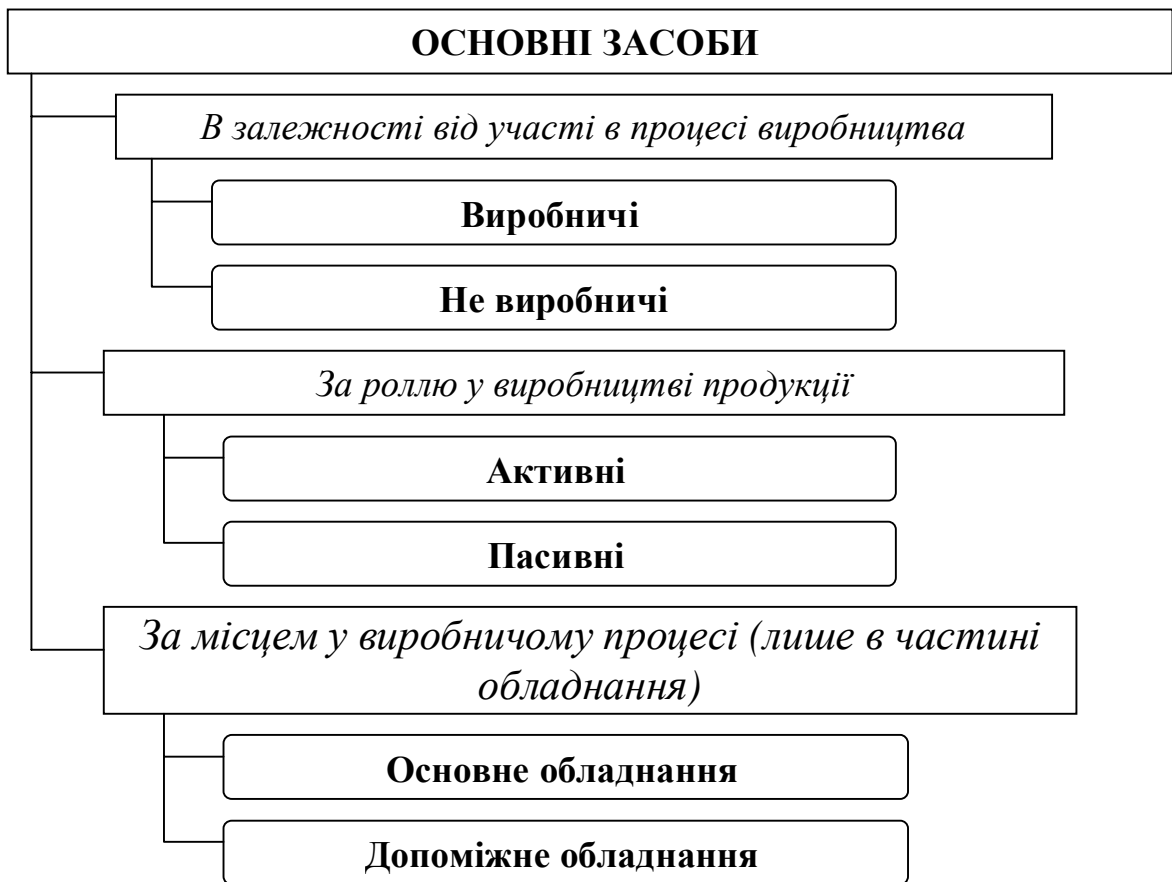 ОСНОВНІ ЗАСОБИ
В залежності від участі в процесі виробництва
Виробничі
Не виробничі
За роллю у виробництві продукції
Активні
Пасивні
За місцем у виробничому процесі (лише в частині
обладнання)
Основне обладнання
Допоміжне обладнання